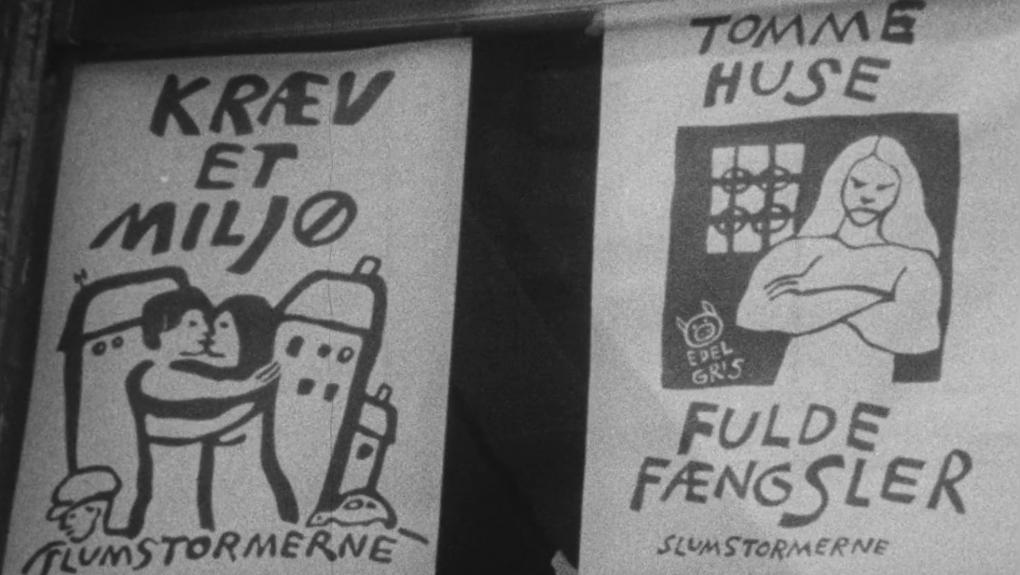 KRÆV
ET
MILJØ
SLUMSTORMERNE
TOMME
HUSE
EDEL
GRIS
FULDE
FÆNGSLER
SLUMSTORMERNE